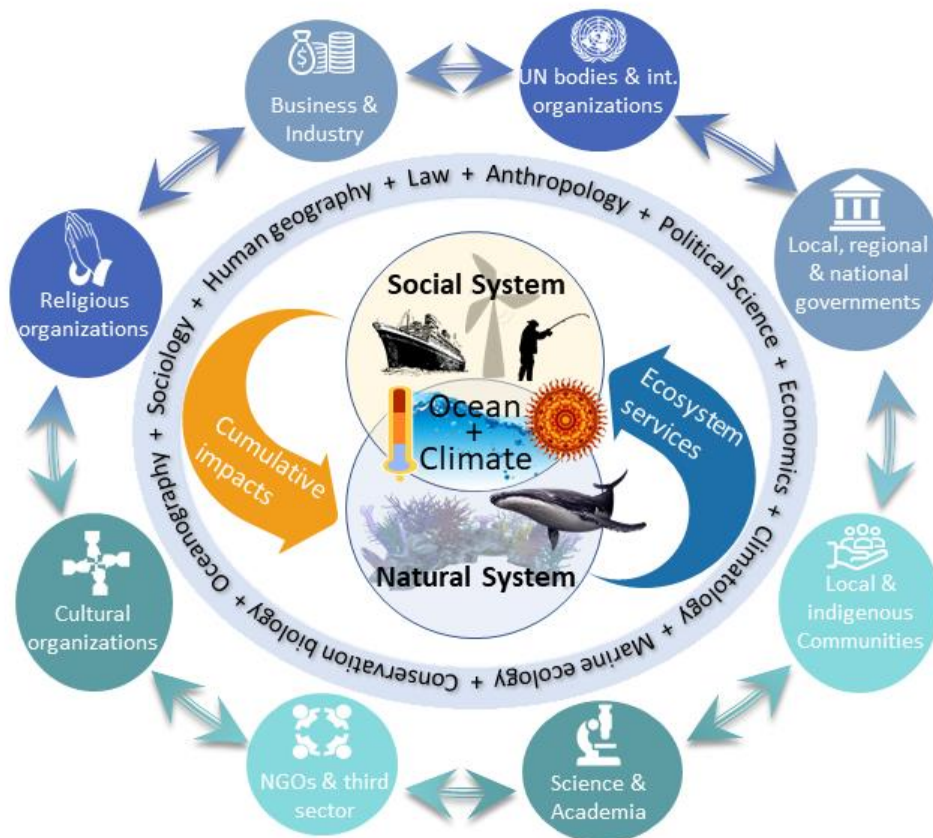 Business &
Industry
UN bodies & int.
organizations
Local, regional
& national
governments
Local &
indigenous
Communities
Science &
Academia
NGOs & third
sector
Cultural
organizations
Religious
organizations
Oceanography + Sociology + Human geography + Law + Anthropology + Political Science + Economics + Climatology + Marine ecology + Conservation biology +
Social System
Ocean
+
Climate
Natural System
Cumulative
impacts
Ecosystem
services
$